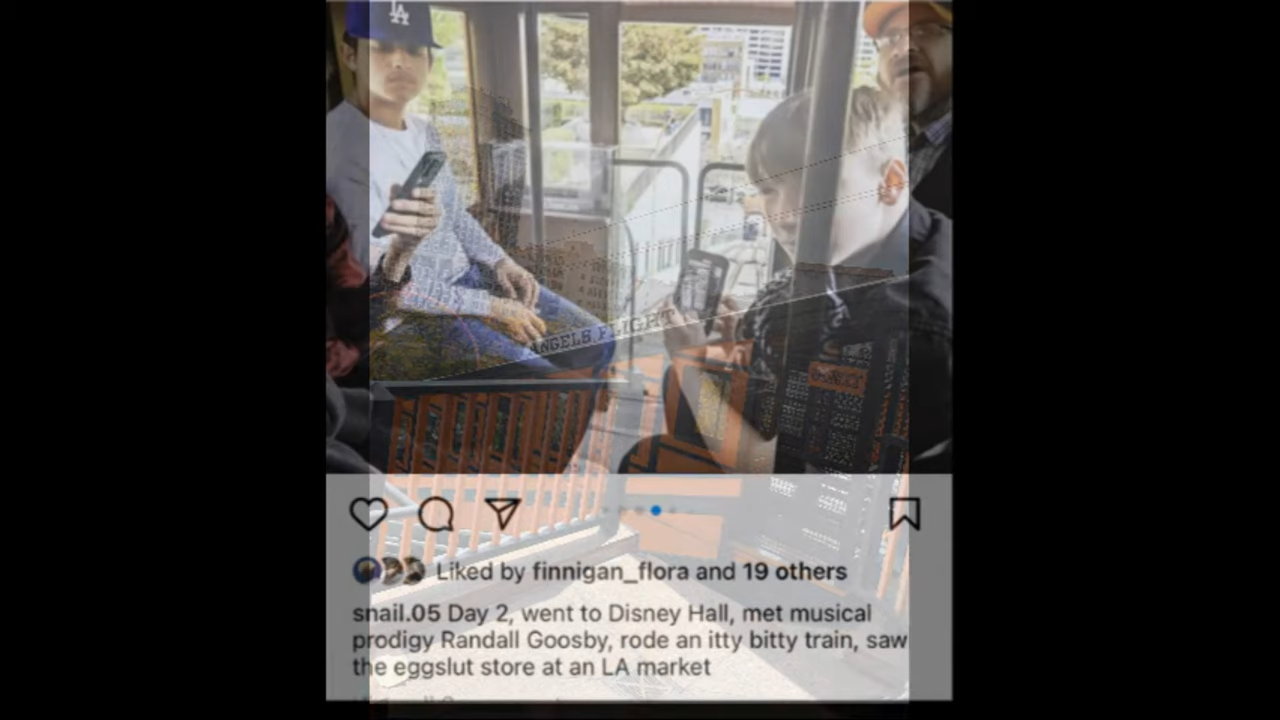 LA
ANGELS FLIGHT
Liked by finnigan_flora and 19 others
snail.05 Day 2, went to Disney Hall, met musical
prodigy Randall Goosby, rode an itty bitty train, saw
the eggslut store at an LA market